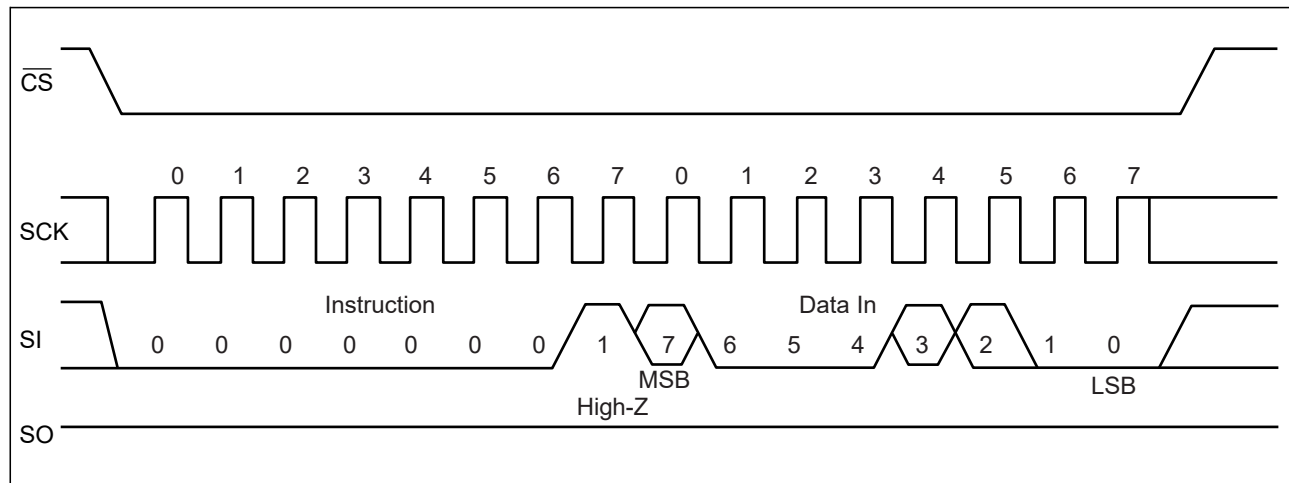 CS
0 1 2 3 4 5 6 7 0 1 2 3 4 5 6 7
SCK
Instruction Data In
SI 0 0 0 0 0 0 0 1 7 6 5 4 3 2 1 0
MSB LSB
High-Z
SO